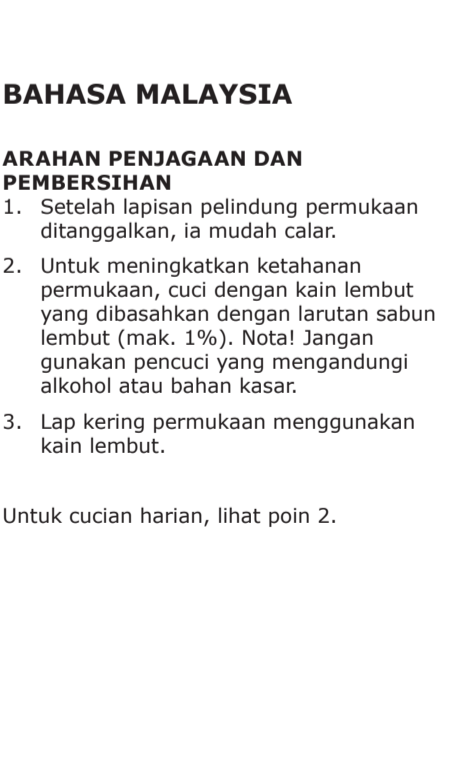 BAHASA MALAYSIA
ARAHAN PENJAGAAN DAN
PEMBERSIHAN
1. Setelah lapisan pelindung permukaan
ditanggalkan, ia mudah calar.
2. Untuk meningkatkan ketahanan
permukaan, cuci dengan kain lembut
yang dibasahkan dengan larutan sabun
lembut (mak. 1%). Nota! Jangan
gunakan pencuci yang mengandungi
alkohol atau bahan kasar.
3. Lap kering permukaan menggunakan
kain lembut.
Untuk cucian harian, lihat poin 2.